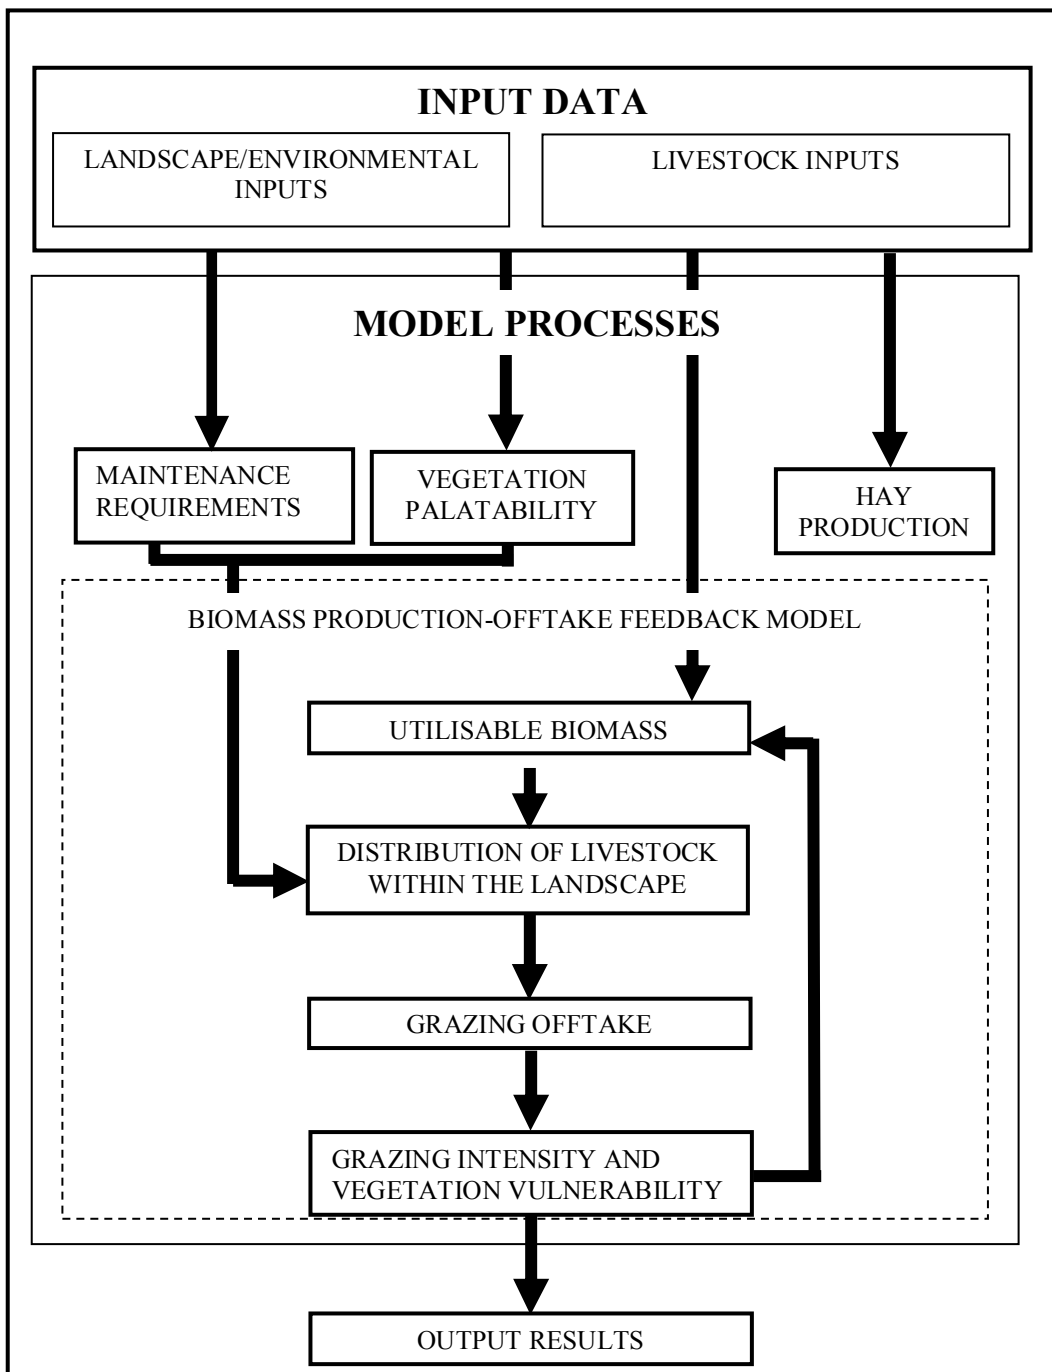 INPUT DATA
LANDSCAPE/ENVIRONMENTAL
INPUTS
LIVESTOCK INPUTS
MODEL PROCESSES
MAINTENANCE
REQUIREMENTS
VEGETATION
PALATABILITY
HAY
PRODUCTION
BIOMASS PRODUCTION-OFFTAKE FEEDBACK MODEL
UTILISABLE BIOMASS
DISTRIBUTION OF LIVESTOCK
WITHIN THE LANDSCAPE
GRAZING OFFTAKE
GRAZING INTENSITY AND
VEGETATION VULNERABILITY
OUTPUT RESULTS